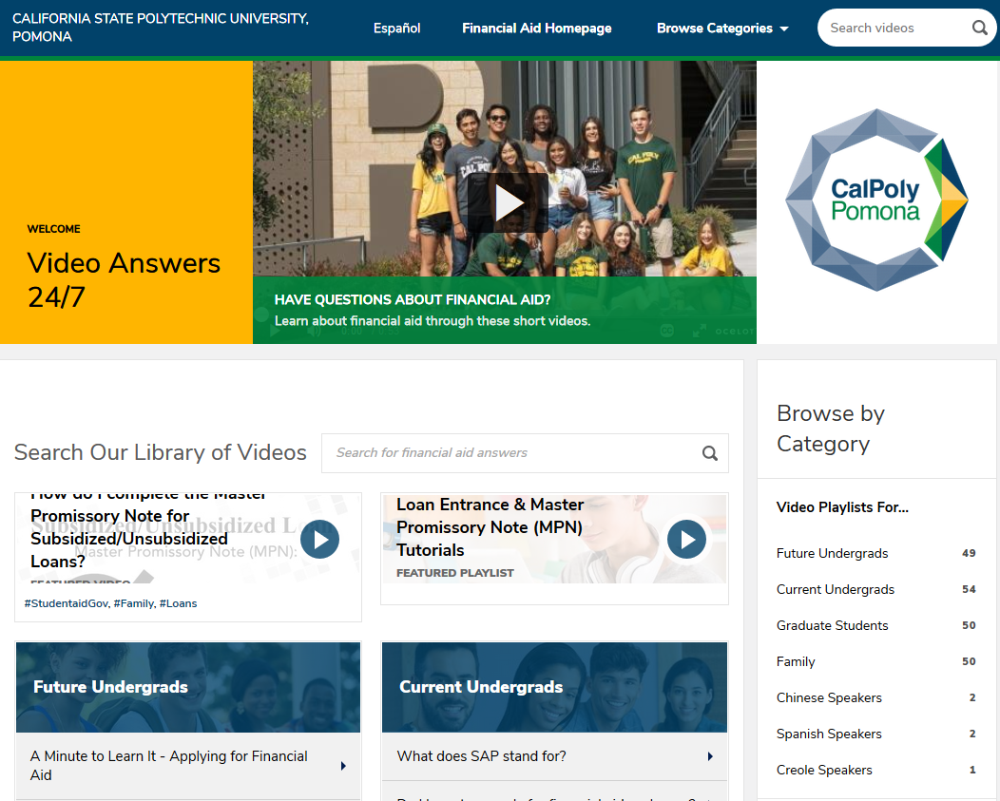 CALIFORNIA STATE POLYTECHNIC UNIVERSITY,
POMONA
Español
Financial Aid Homepage
Browse Categories
Search videos
WELCOME
Video Answers
24/7
CAL POLY
CAL POLY
HAVE QUESTIONS ABOUT FINANCIAL AID?
Learn about financial aid through these short videos.
CalPoly
Pomona
Search Our Library of Videos
Search for financial aid answers
How do I complete the Master
Promissory Note for
Subsidized/Unsubsidized
Loans?
Subsidized/Unsubsidized L
Master Promissory Note (MPN):
FEATURED VIDEO
#StudentaidGov, #Family, #Loans
Loan Entrance & Master
Promissory Note (MPN)
Tutorials
FEATURED PLAYLIST
Future Undergrads
A Minute to Learn It - Applying for Financial
Aid
Current Undergrads
What does SAP stand for?
Browse by
Category
Video Playlists For...
Future Undergrads 49
Current Undergrads 54
Graduate Students 50
Family 50
Chinese Speakers 2
Spanish Speakers 2
Creole Speakers 1